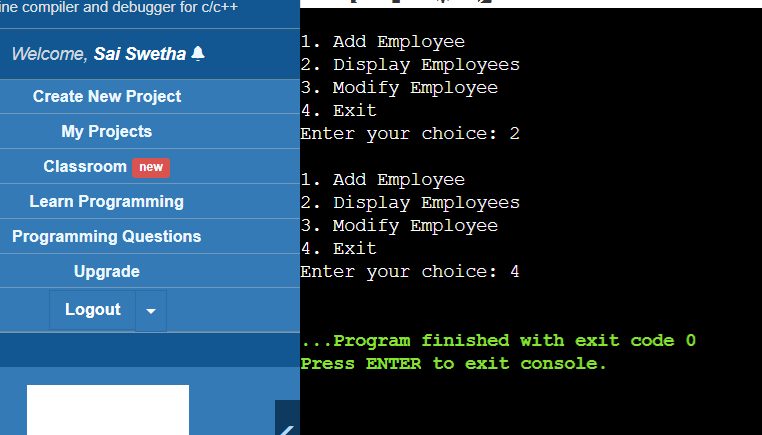 ine compiler and debugger for c/c++
Welcome, Sai Swetha
Create New Project
My Projects
Classroom new
Learn Programming
Programming Questions
Upgrade
Logout
1. Add Employee
2. Display Employees
3. Modify Employee
4. Exit
Enter your choice: 2
1. Add Employee
2. Display Employees
3. Modify Employee
4. Exit
Enter your choice: 4
...Program finished with exit code 0
Press ENTER to exit console.